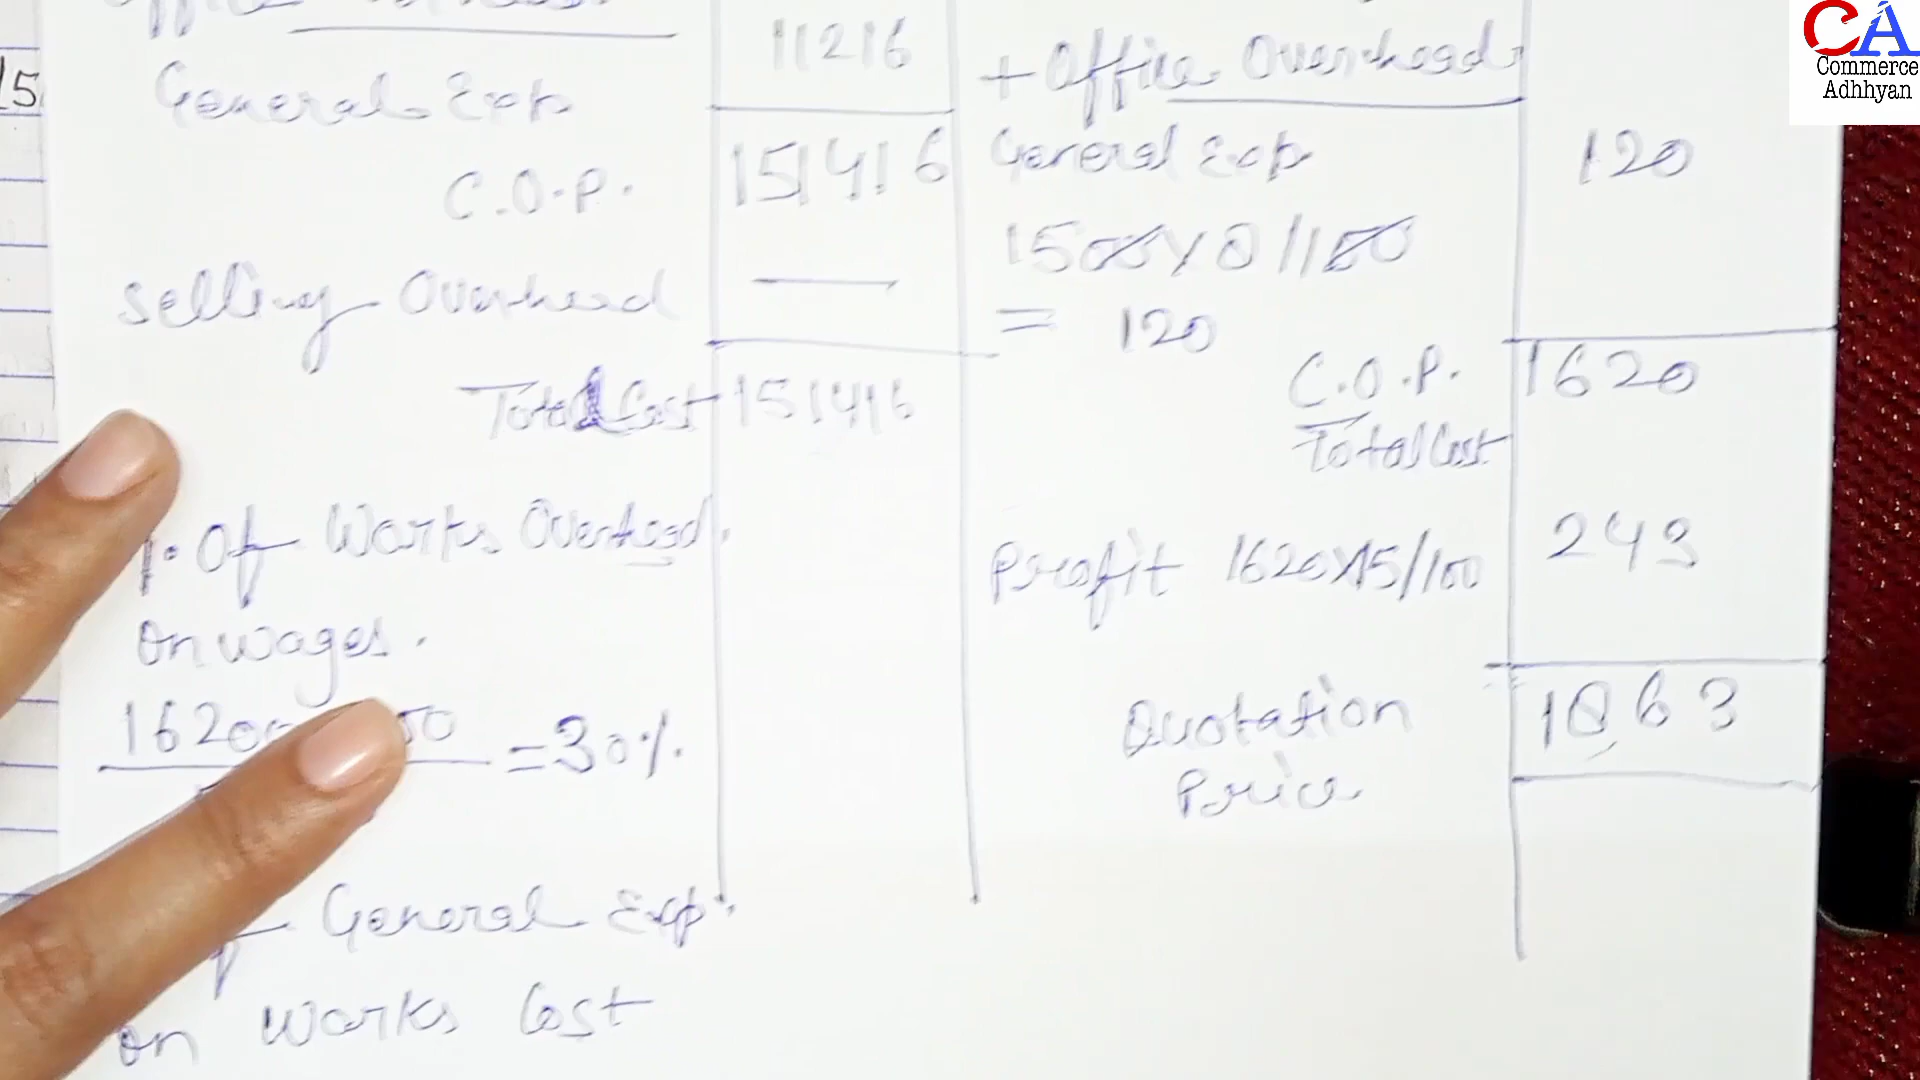 CA
Commerce
Adhhyan
15
11216
General Exp
C.O.P. 151416
Selling Overhead —
Total Cost 151416
% Of Works Overhead
on wages.
= 30%
General Exp.
on Works Cost
+ Office Overhead
General Exp 120
1500 x 8/100
= 120
C.O.P. 1620
Total Cost
Profit 1620x15/100 243
Quotation 1863
Price